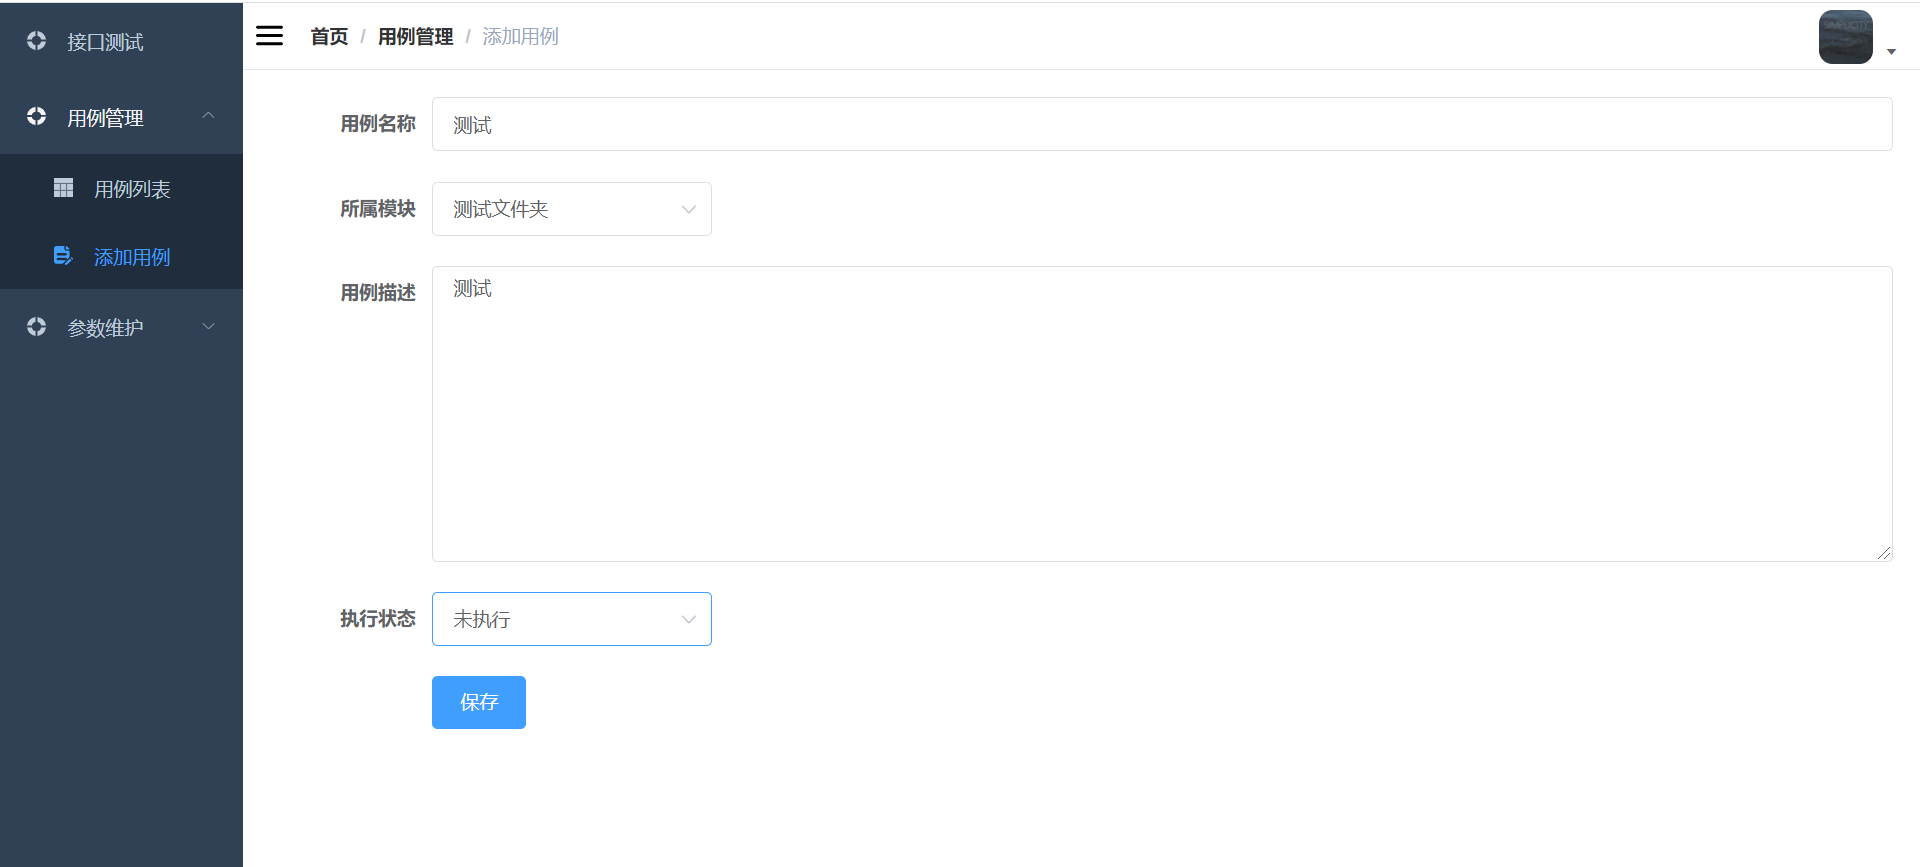 接口测试
用例管理
用例列表
添加用例
参数维护
首页 / 用例管理 / 添加用例
用例名称 测试
所属模块 测试文件夹
用例描述 测试
执行状态 未执行
保存